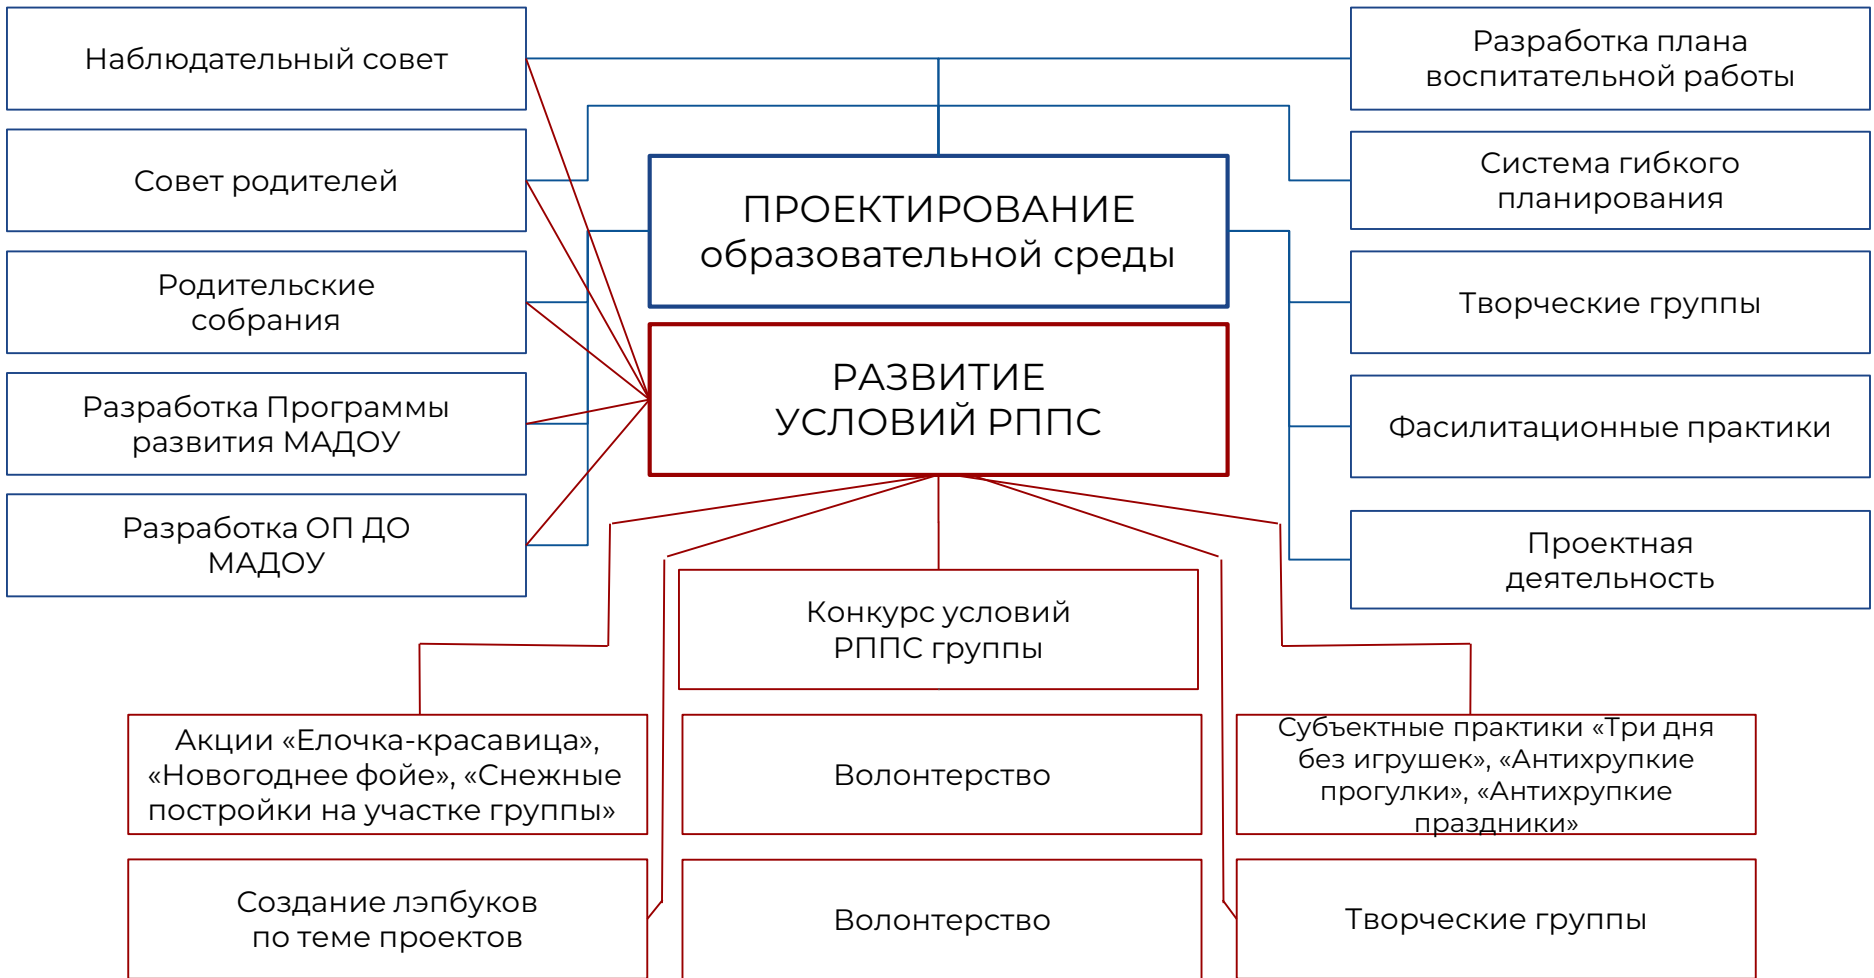 Наблюдательный совет
Совет родителей
Родительские
собрания
Разработка Программы
развития МАДОУ
Разработка ОП ДО
МАДОУ
ПРОЕКТИРОВАНИЕ
образовательной среды
РАЗВИТИЕ
УСЛОВИЙ РППС
Разработка плана
воспитательной работы
Система гибкого
планирования
Творческие группы
Фасилитационные практики
Проектная
деятельность
Конкурс условий
РППС группы
Акции «Елочка-красавица»,
«Новогоднее фойе», «Снежные
постройки на участке группы»
Волонтерство
Субъектные практики «Три дня
без игрушек», «Антихрупкие
прогулки», «Антихрупкие
праздники»
Создание лэпбуков
по теме проектов
Волонтерство
Творческие группы